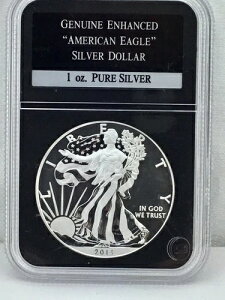 GENUINE ENHANCED
"AMERICAN EAGLE"
SILVER DOLLAR
1 oz. PURE SILVER
LIBERTY
IN GOD
WE TRUST